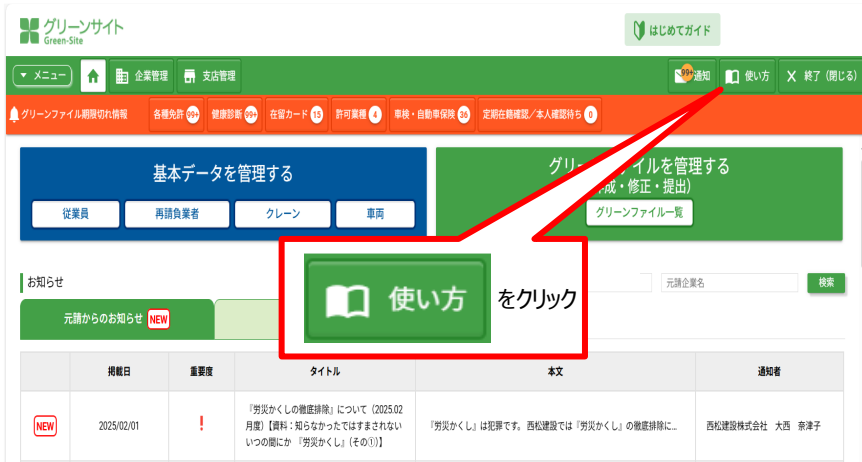 グリーンサイト
Green-Site
はじめてガイド
メニュー
企業管理
支店管理
99+
通知
使い方
終了（閉じる）
グリーンファイル期限切れ情報
各種免許 99+
健康診断 99+
在留カード 15
許可業種 4
車検・自動車保険 36
定期在籍確認／本人確認待ち 0
基本データを管理する
従業員
再請負業者
クレーン
車両
グリー
イルを管理する
成・修正・提出）
グリーンファイル一覧
使い方 をクリック
お知らせ
元請企業名
検索
元請からのお知らせ NEW
掲載日
重要度
タイトル
本文
通知者
NEW
2025/02/01
!
『労災かくしの徹底排除』について（2025.02
月度）【資料：知らなかったではすまされない
いつの間にか 『労災かくし』（その①）】
『労災かくし』は犯罪です。 西松建設では『労災かくし』の徹底排除に...
西松建設株式会社 大西 奈津子